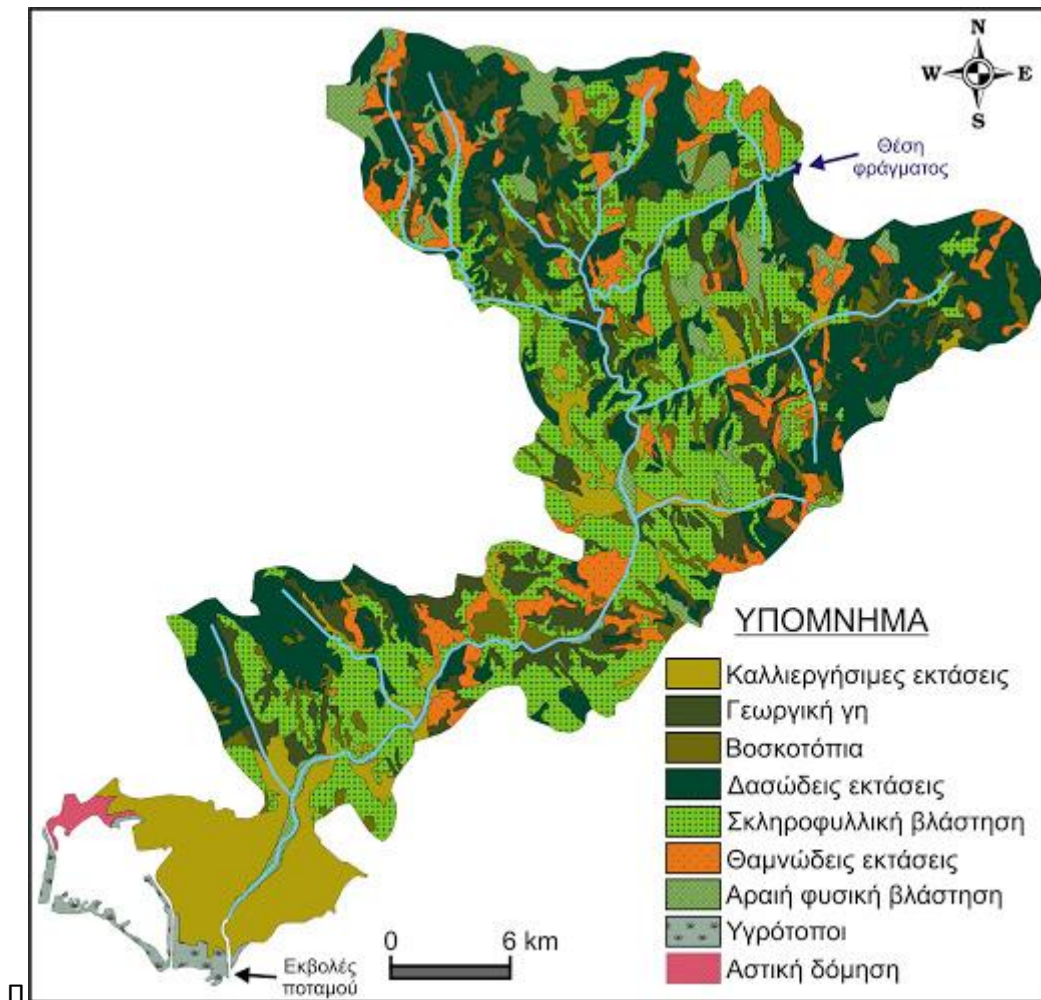 N
W E
S
Θέση
φράγματος
ΥΠΟΜΝΗΜΑ
Καλλιεργήσιμες εκτάσεις
Γεωργική γη
Βοσκοτόπια
Δασώδεις εκτάσεις
Σκληροφυλλική βλάστηση
Θαμνώδεις εκτάσεις
Αραιή φυσική βλάστηση
Υγρότοποι
Αστική δόμηση
0 6 km
Εκβολές
ποταμού
Π